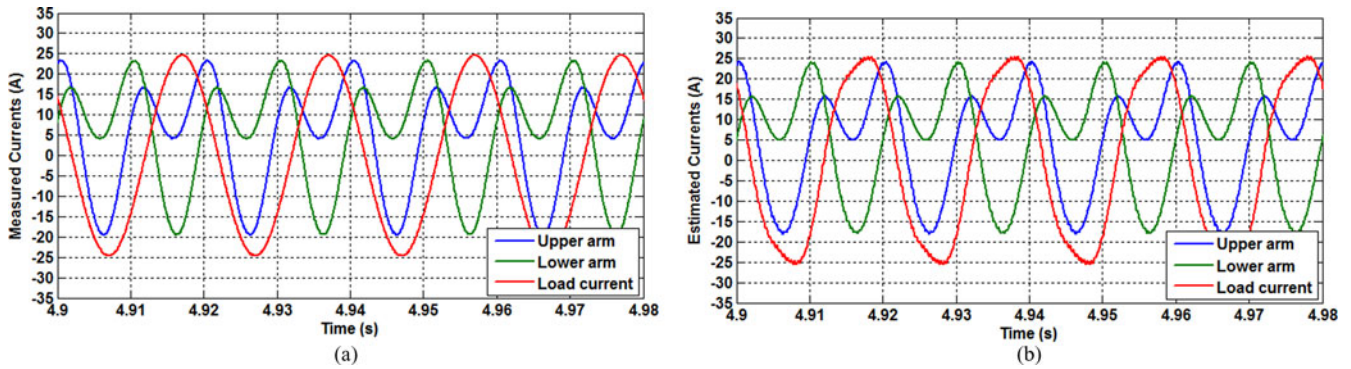 Measured Currents (A)
35
30
25
20
15
10
5
0
-5
-10
-15
-20
-25
-30
35
Upper arm
Lower arm
Load current
4.9 4.91 4.92 4.93 4.94 4.95 4.96 4.97 4.98
Time (s)
(a)
Estimated Currents (A)
35
30
25
20
15
10
5
0
-5
-10
-15
-20
-25
-30
-35
Upper arm
Lower arm
Load current
4.9 4.91 4.92 4.93 4.94 4.95 4.96 4.97 4.98
Time (s)
(b)